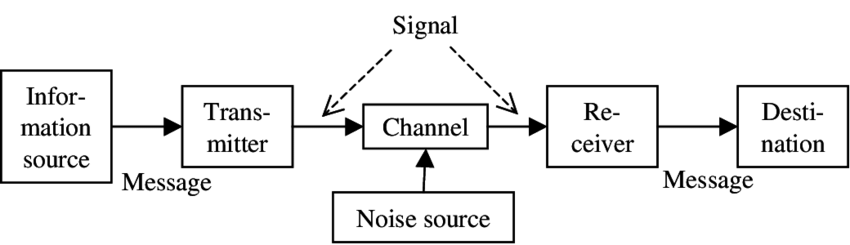 Signal
Infor-
mation
source
Message
Trans-
mitter
Channel
Noise source
Re-
ceiver
Message
Desti-
nation